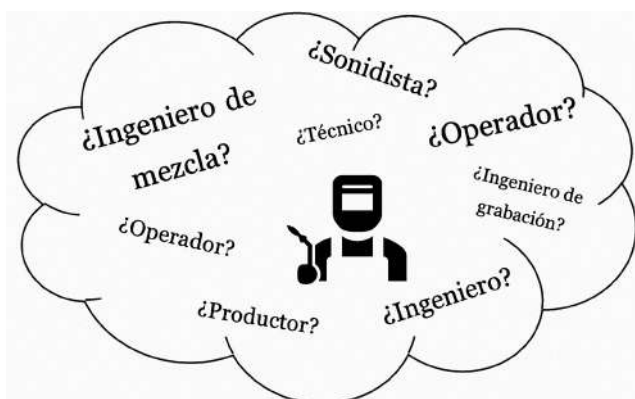 ¿Sonidista?
¿Ingeniero de
mezcla?
¿Técnico?
¿Operador?
¿Ingeniero de
grabación?
¿Operador?
¿Productor?
¿Ingeniero?